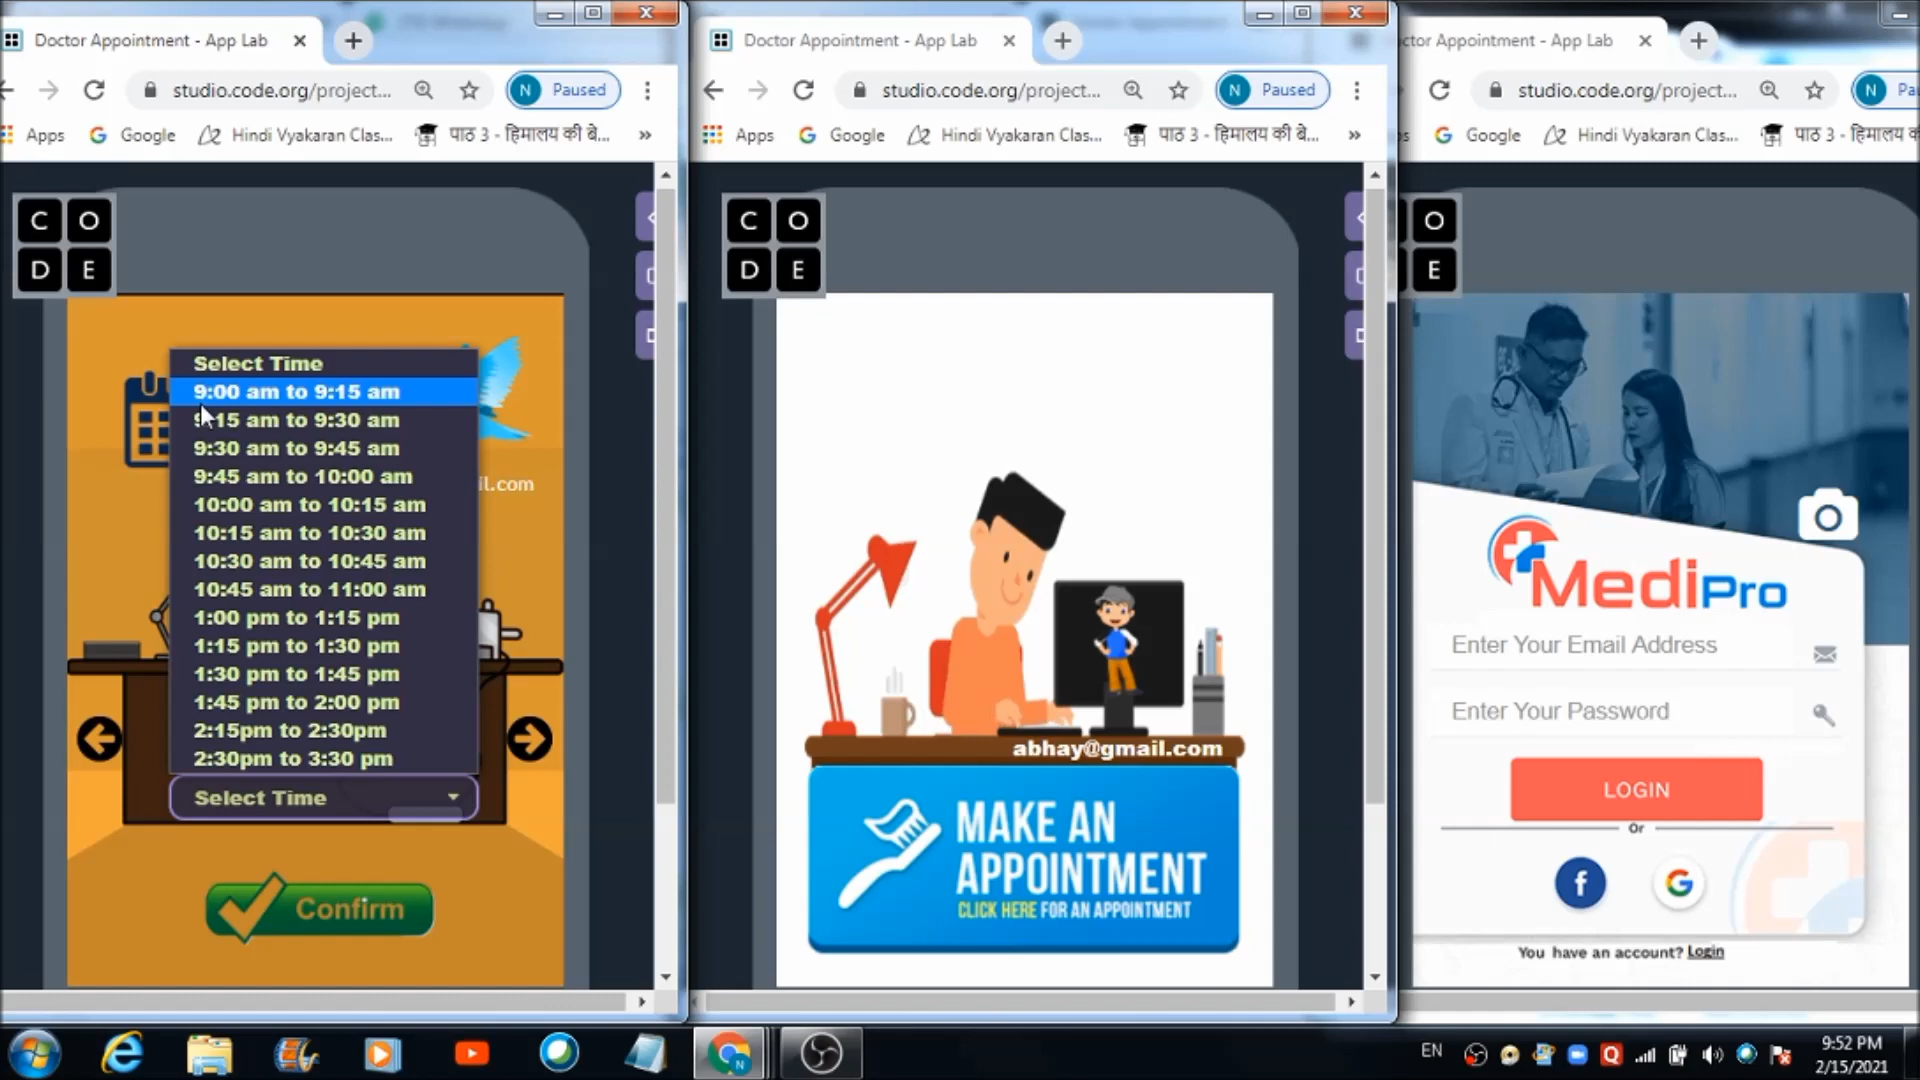 Doctor Appointment - App Lab
studio.code.org/project...
N Paused
Apps Google Hindi Vyakaran Clas... पाठ 3 - हिमालय की बे... »
C O
D E
Select Time
9:00 am to 9:15 am
9:15 am to 9:30 am
9:30 am to 9:45 am
9:45 am to 10:00 am
10:00 am to 10:15 am
10:15 am to 10:30 am
10:30 am to 10:45 am
10:45 am to 11:00 am
1:00 pm to 1:15 pm
1:15 pm to 1:30 pm
1:30 pm to 1:45 pm
1:45 pm to 2:00 pm
2:15pm to 2:30pm
2:30pm to 3:30 pm
il.com
Select Time
Confirm
Doctor Appointment - App Lab
studio.code.org/project...
N Paused
Apps Google Hindi Vyakaran Clas... पाठ 3 - हिमालय की बे... »
C O
D E
abhay@gmail.com
MAKE AN
APPOINTMENT
CLICK HERE FOR AN APPOINTMENT
ctor Appointment - App Lab
studio.code.org/project...
N Pa
Google Hindi Vyakaran Clas... पाठ 3 - हिमालय की बे...
O
E
MediPro
Enter Your Email Address
Enter Your Password
LOGIN
Or
f G
You have an account? Login
EN
9:52 PM
2/15/2021